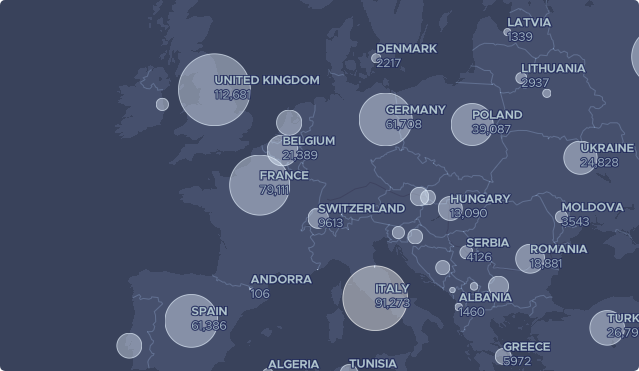 LATVIA
1339
DENMARK
2217
LITHUANIA
2937
UNITED KINGDOM
112,681
GERMANY
61,708
POLAND
39,087
BELGIUM
21,389
UKRAINE
24,828
FRANCE
79,111
SWITZERLAND
9613
HUNGARY
13,090
MOLDOVA
3543
SERBIA
4126
ROMANIA
18,881
ANDORRA
106
ITALY
91,273
ALBANIA
1460
SPAIN
61,386
TURK
26,79
GREECE
5972
ALGERIA
TUNISIA